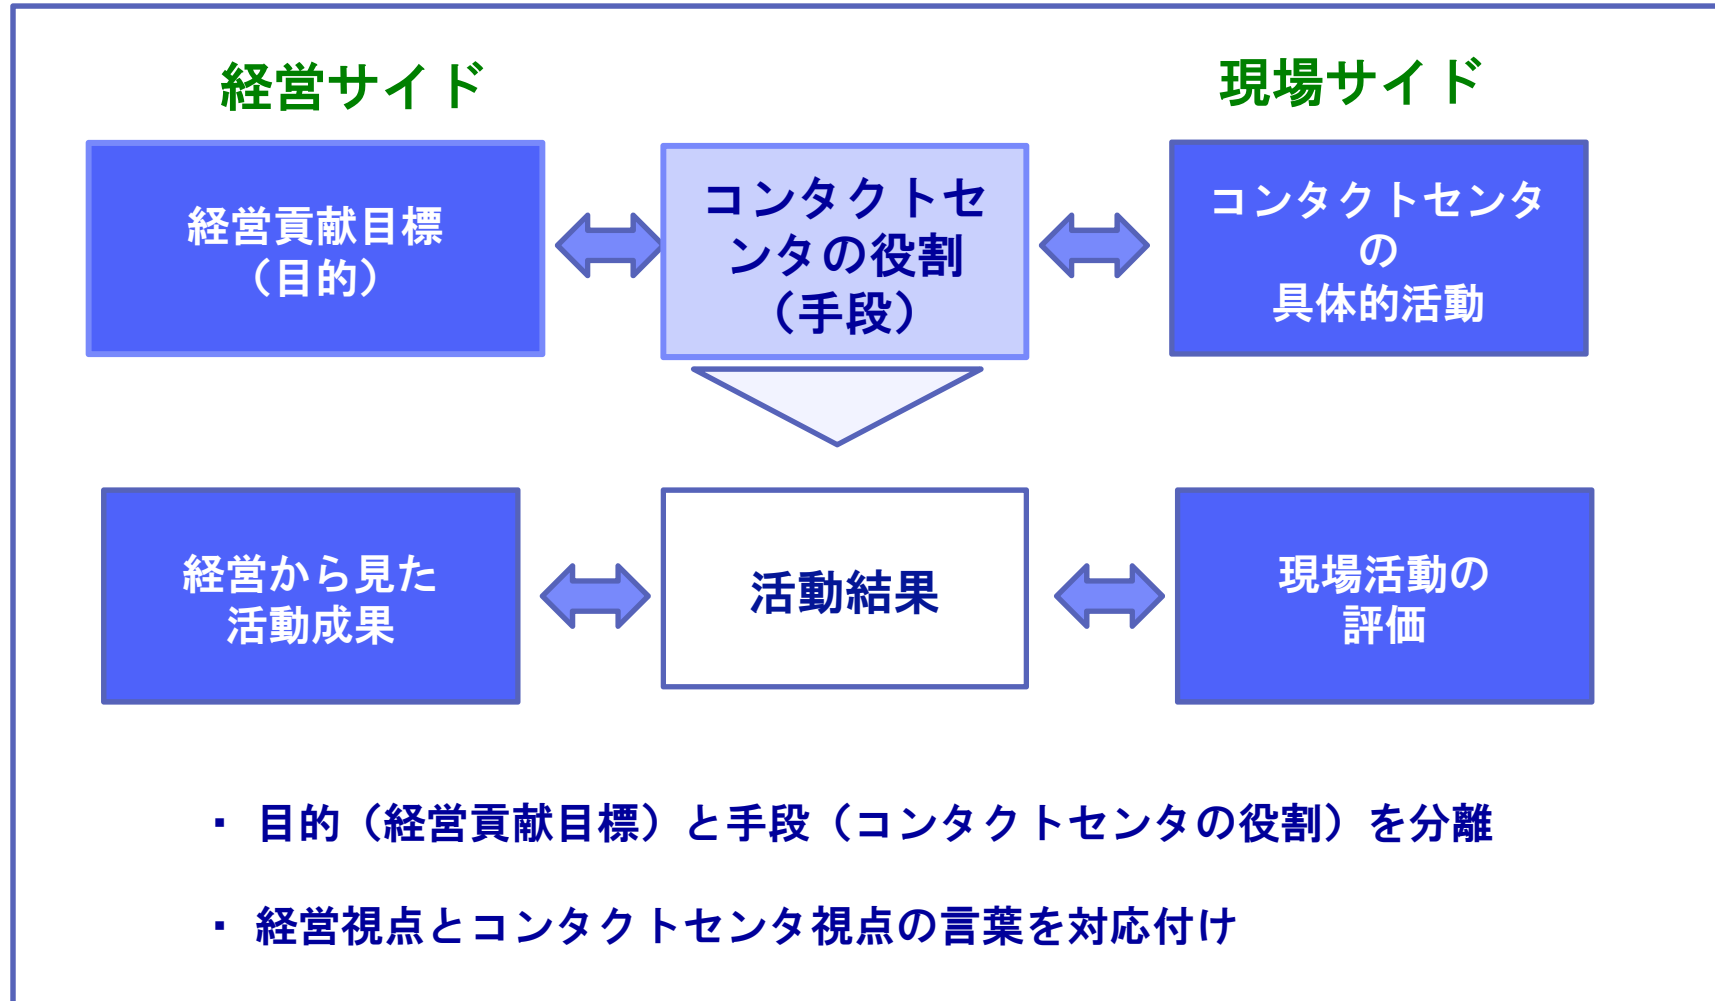 経営サイド
現場サイド
経営貢献目標
（目的）
コンタクトセ
ンタの役割
（手段）
コンタクトセンタ
の
具体的活動
経営から見た
活動成果
活動結果
現場活動の
評価
・ 目的（経営貢献目標）と手段（コンタクトセンタの役割）を分離
・ 経営視点とコンタクトセンタ視点の言葉を対応付け